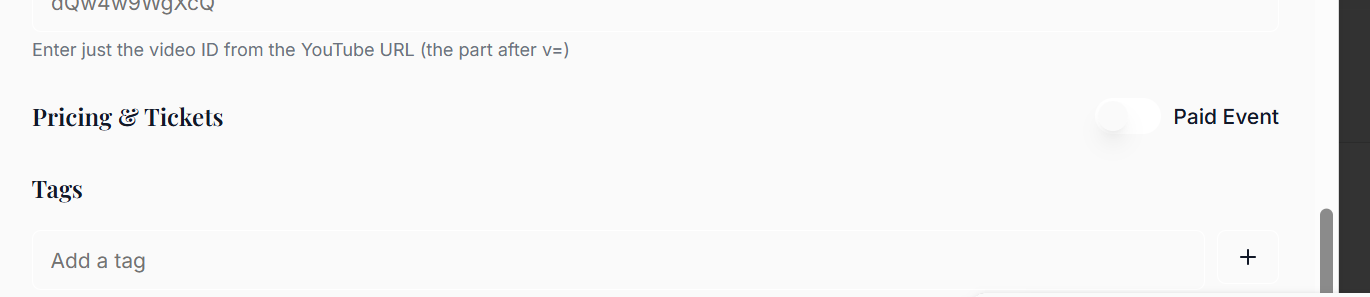 dQw4w9WgXcQ
Enter just the video ID from the YouTube URL (the part after v=)
Pricing & Tickets
Paid Event
Tags
Add a tag
+